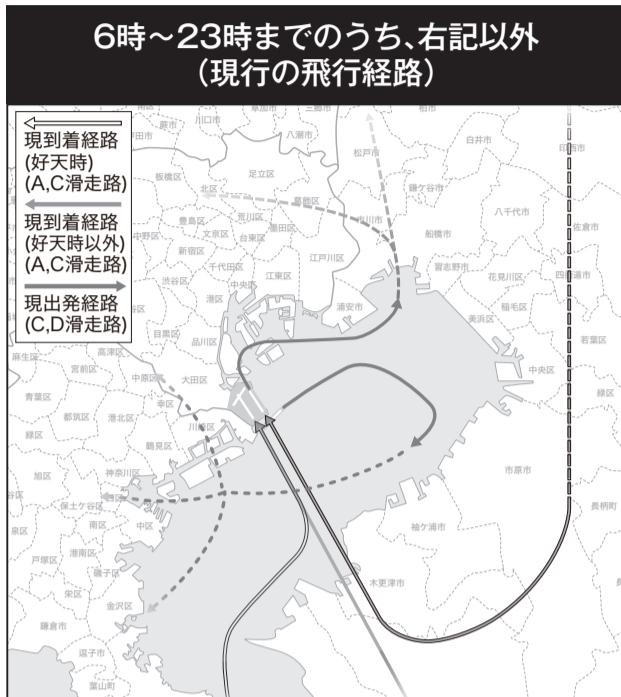 6時～23時までのうち、右記以外
（現行の飛行経路）
現到着経路
(好天時)
(A,C滑走路)
現到着経路
(好天時以外)
(A,C滑走路)
現出発経路
(C,D滑走路)
川口市
八潮市
松戸市
白井市
印西市
板橋区
北区
足立区
葛飾区
鎌ケ谷市
八千代市
佐倉市
豊島区
荒川区
墨田区
市川市
船橋市
中野区
文京区
台東区
新宿区
江戸川区
習志野市
花見川区
四街道市
千代田区
渋谷区
中央区
江東区
港区
浦安市
美浜区
稲毛区
若葉区
品川区
目黒区
麻生区
高津区
宮前区
中原区
大田区
中央区
緑区
青葉区
幸区
都筑区
港北区
川崎区
緑区
鶴見区
旭区
神奈川区
市原市
西区
保土ケ谷区
長柄町
泉区
南区
中区
袖ケ浦市
戸塚区
港南区
磯子区
木更津市
栄区
金沢区
鎌倉市
逗子市
葉山町